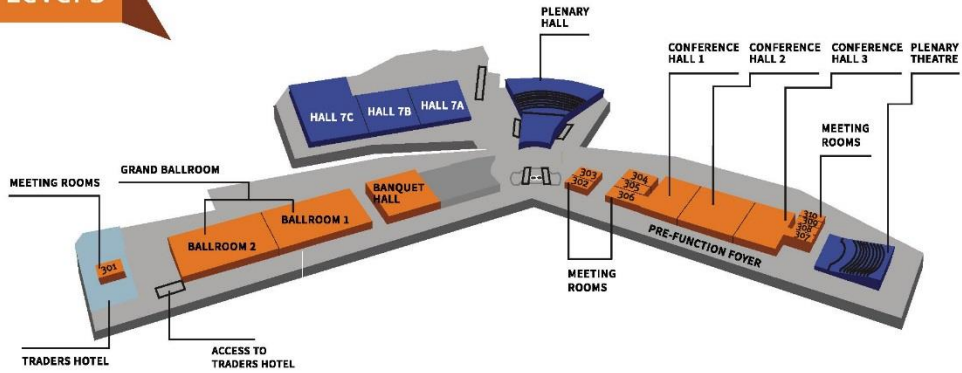 Level 3
PLENARY
HALL
CONFERENCE
HALL 1
CONFERENCE
HALL 2
CONFERENCE
HALL 3
PLENARY
THEATRE
HALL 7C
HALL 7B
HALL 7A
MEETING
ROOMS
GRAND BALLROOM
MEETING ROOMS
BANQUET
HALL
303
302
304
305
306
BALLROOM 1
BALLROOM 2
310
309
308
307
PRE-FUNCTION FOYER
301
MEETING
ROOMS
TRADERS HOTEL
ACCESS TO
TRADERS HOTEL